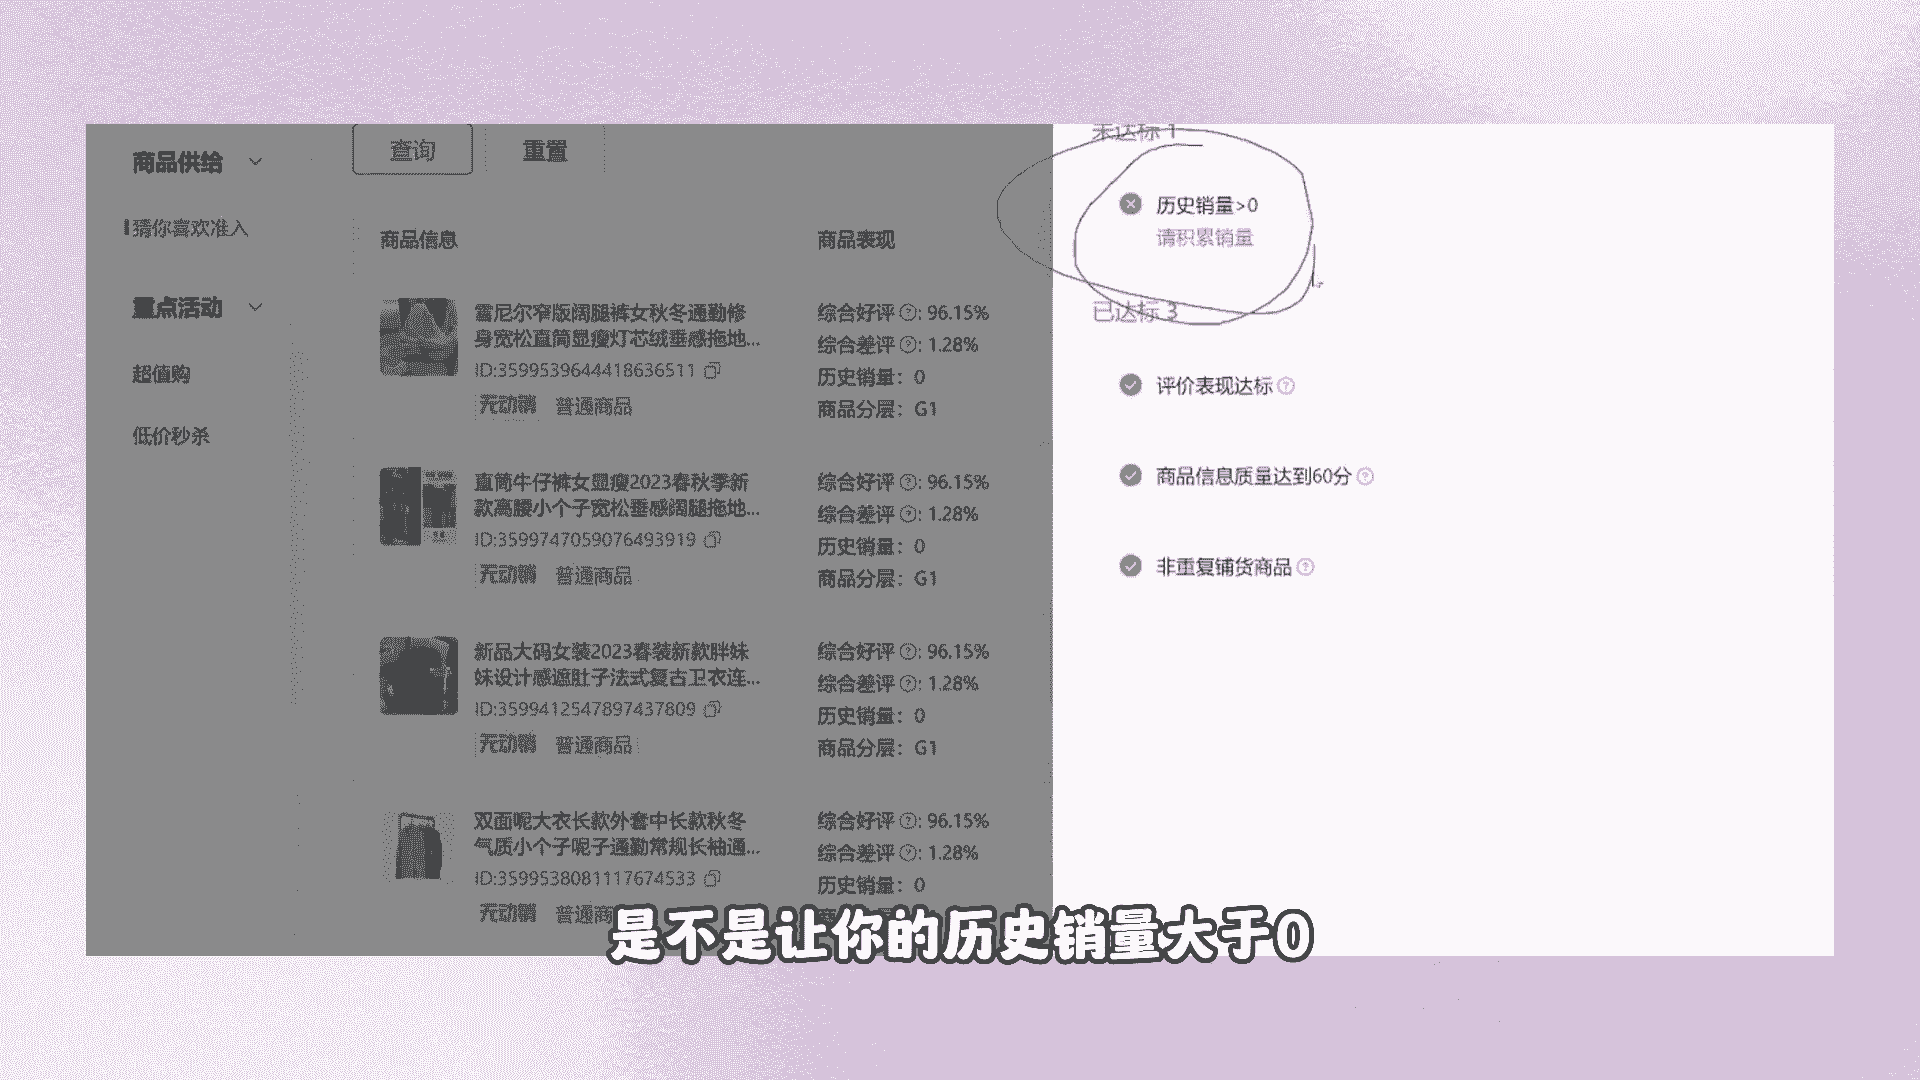 商品供给
猜你喜欢准入
重点活动
超值购
低价秒杀
查询
重置
商品信息
商品表现
雷尼尔窄版阔腿裤女秋冬通勤修
身宽松直筒显瘦灯芯绒垂感拖地...
ID:3599539644418636511
无动销 普通商品
综合好评 ?: 96.15%
综合差评 ?: 1.28%
历史销量：0
商品分层：G1
直筒牛仔裤女显瘦2023春秋季新
款高腰小个子宽松垂感阔腿拖地...
ID:3599747059076493919
无动销 普通商品
综合好评 ?: 96.15%
综合差评 ?: 1.28%
历史销量：0
商品分层：G1
新品大码女装2023春装新款胖妹
妹设计感遮肚子法式复古卫衣连...
ID:3599412547897437809
无动销 普通商品
综合好评 ?: 96.15%
综合差评 ?: 1.28%
历史销量：0
商品分层：G1
双面呢大衣长款外套中长款秋冬
气质小个子呢子通勤常规长袖通...
ID:3599538081117674533
无动销 普通
综合好评 ?: 96.15%
综合差评 ?: 1.28%
历史销量：0
未达标 1
历史销量>0
请积累销量
已达标 3
评价表现达标 ?
商品信息质量达到60分 ?
非重复铺货商品 ?
是不是让你的历史销量大于0